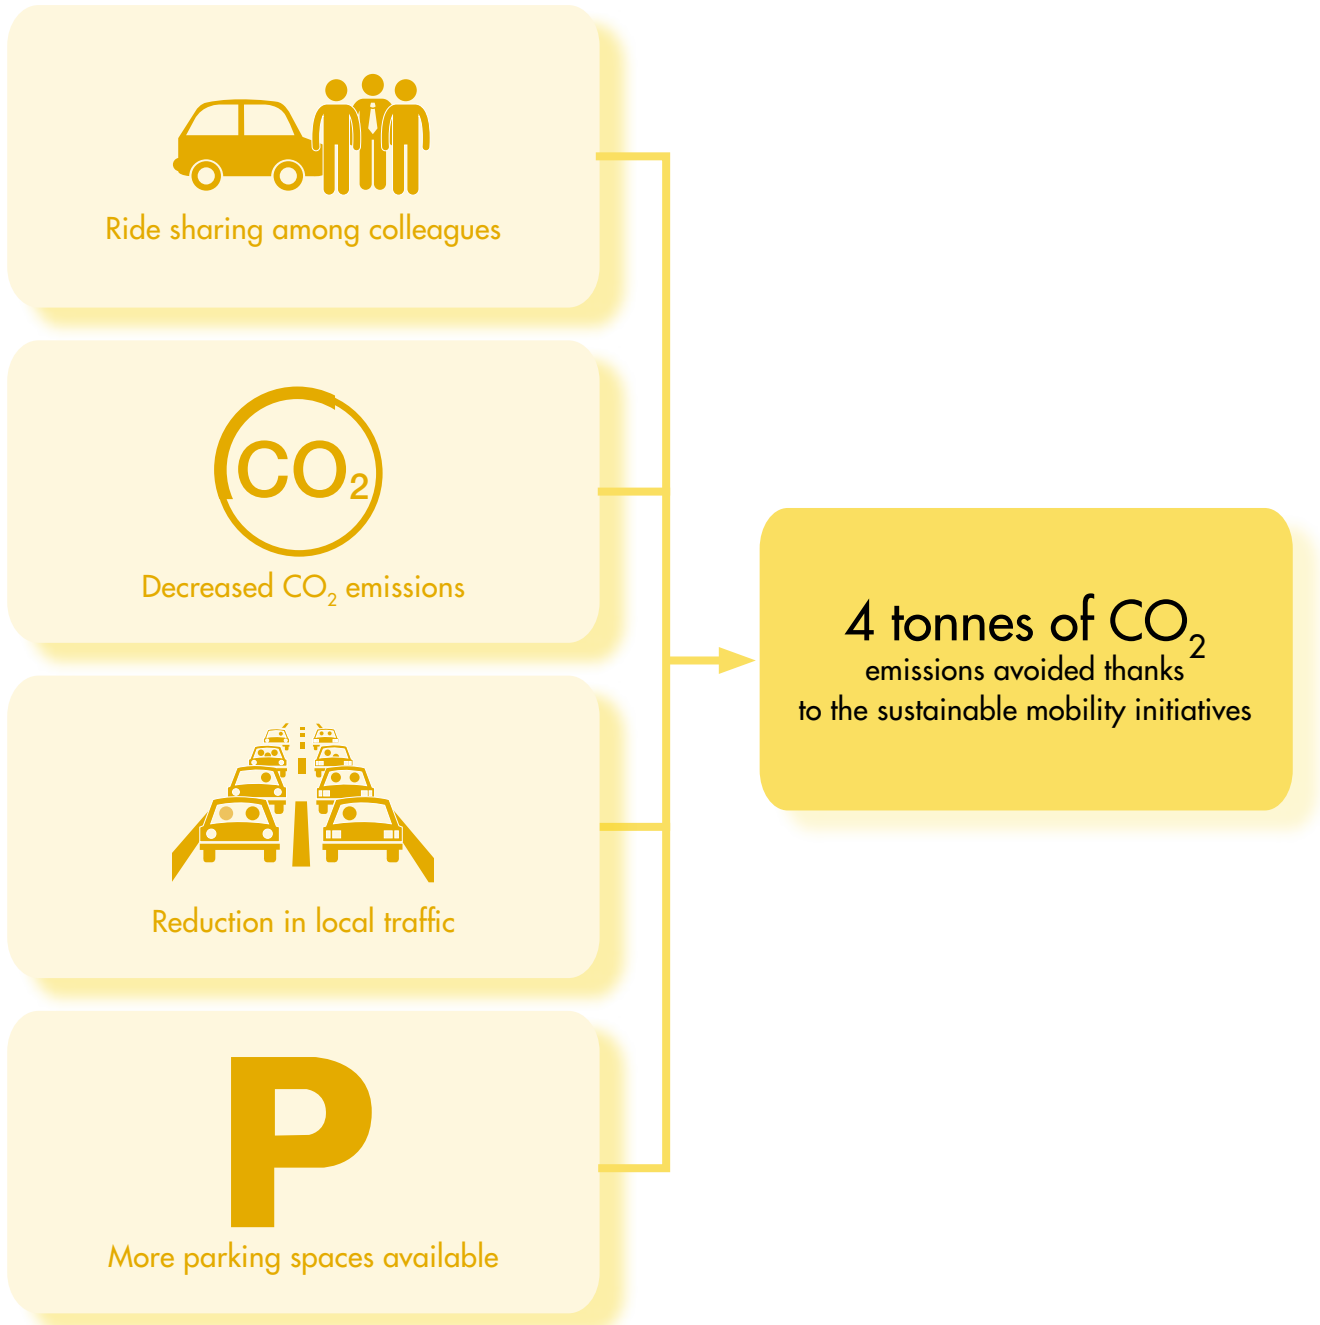 Ride sharing among colleagues
CO₂
Decreased CO₂ emissions
Reduction in local traffic
P
More parking spaces available
4 tonnes of CO₂
emissions avoided thanks
to the sustainable mobility initiatives